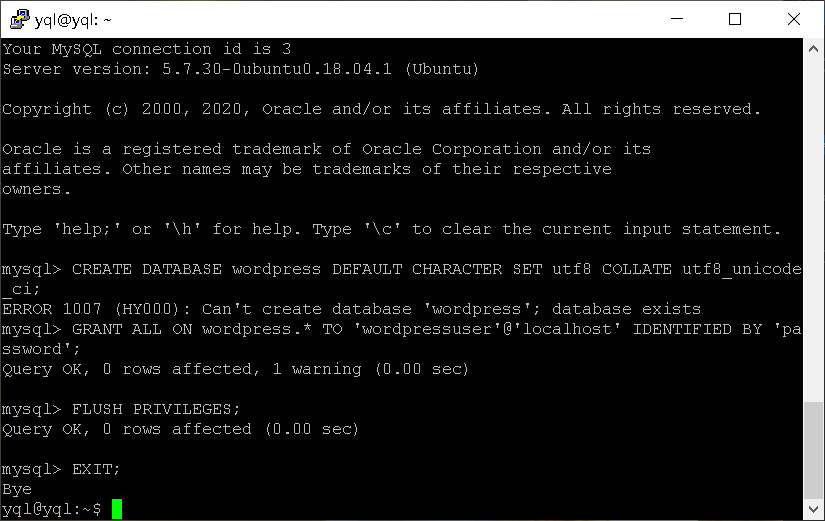 yql@yql: ~
Your MySQL connection id is 3
Server version: 5.7.30-0ubuntu0.18.04.1 (Ubuntu)
Copyright (c) 2000, 2020, Oracle and/or its affiliates. All rights reserved.
Oracle is a registered trademark of Oracle Corporation and/or its
affiliates. Other names may be trademarks of their respective
owners.
Type 'help;' or '\h' for help. Type '\c' to clear the current input statement.
mysql> CREATE DATABASE wordpress DEFAULT CHARACTER SET utf8 COLLATE utf8_unicode
_ci;
ERROR 1007 (HY000): Can't create database 'wordpress'; database exists
mysql> GRANT ALL ON wordpress.* TO 'wordpressuser'@'localhost' IDENTIFIED BY 'pa
ssword';
Query OK, 0 rows affected, 1 warning (0.00 sec)
mysql> FLUSH PRIVILEGES;
Query OK, 0 rows affected (0.00 sec)
mysql> EXIT;
Bye
yql@yql:~$